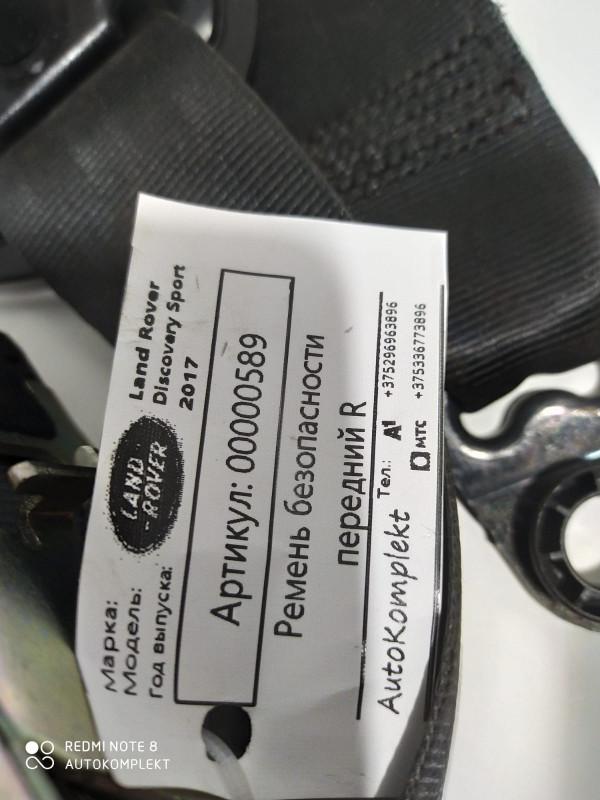 Марка: Land Rover
Модель: Discovery Sport
Год выпуска: 2017
LAND
-ROVER
Артикул: 00000589
Ремень безопасности
передний R
AutoKomplekt Тел.: A1 +375296963896
МТС +375336773896
REDMI NOTE 8
AUTOKOMPLEKT